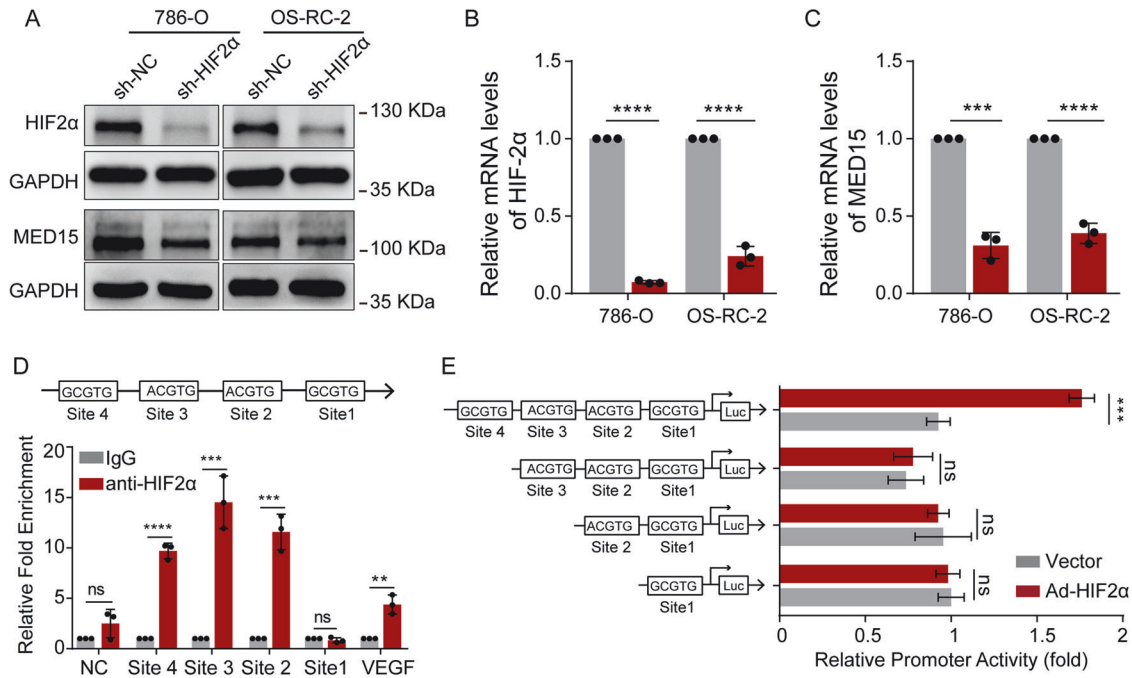 A
786-O
OS-RC-2
sh-NC
sh-HIF2α
sh-NC
sh-HIF2α
HIF2α
-130 KDa
GAPDH
-35 KDa
MED15
-100 KDa
GAPDH
-35 KDa
B
Relative mRNA levels
of HIF-2α
1.5
1.0
0.5
0.0
****
****
786-O
OS-RC-2
C
Relative mRNA levels
of MED15
1.5
1.0
0.5
0.0
***
****
786-O
OS-RC-2
D
GCGTG
ACGTG
ACGTG
GCGTG
Site 4
Site 3
Site 2
Site1
Relative Fold Enrichment
20
15
10
5
0
IgG
anti-HIF2α
ns
****
***
***
ns
**
NC
Site 4
Site 3
Site 2
Site1
VEGF
E
GCGTG
ACGTG
ACGTG
GCGTG
Luc
Site 4
Site 3
Site 2
Site1
***
ACGTG
ACGTG
GCGTG
Luc
Site 3
Site 2
Site1
ns
ACGTG
GCGTG
Luc
Site 2
Site1
ns
GCGTG
Luc
Site1
ns
Vector
Ad-HIF2α
0
0.5
1
1.5
2
Relative Promoter Activity (fold)